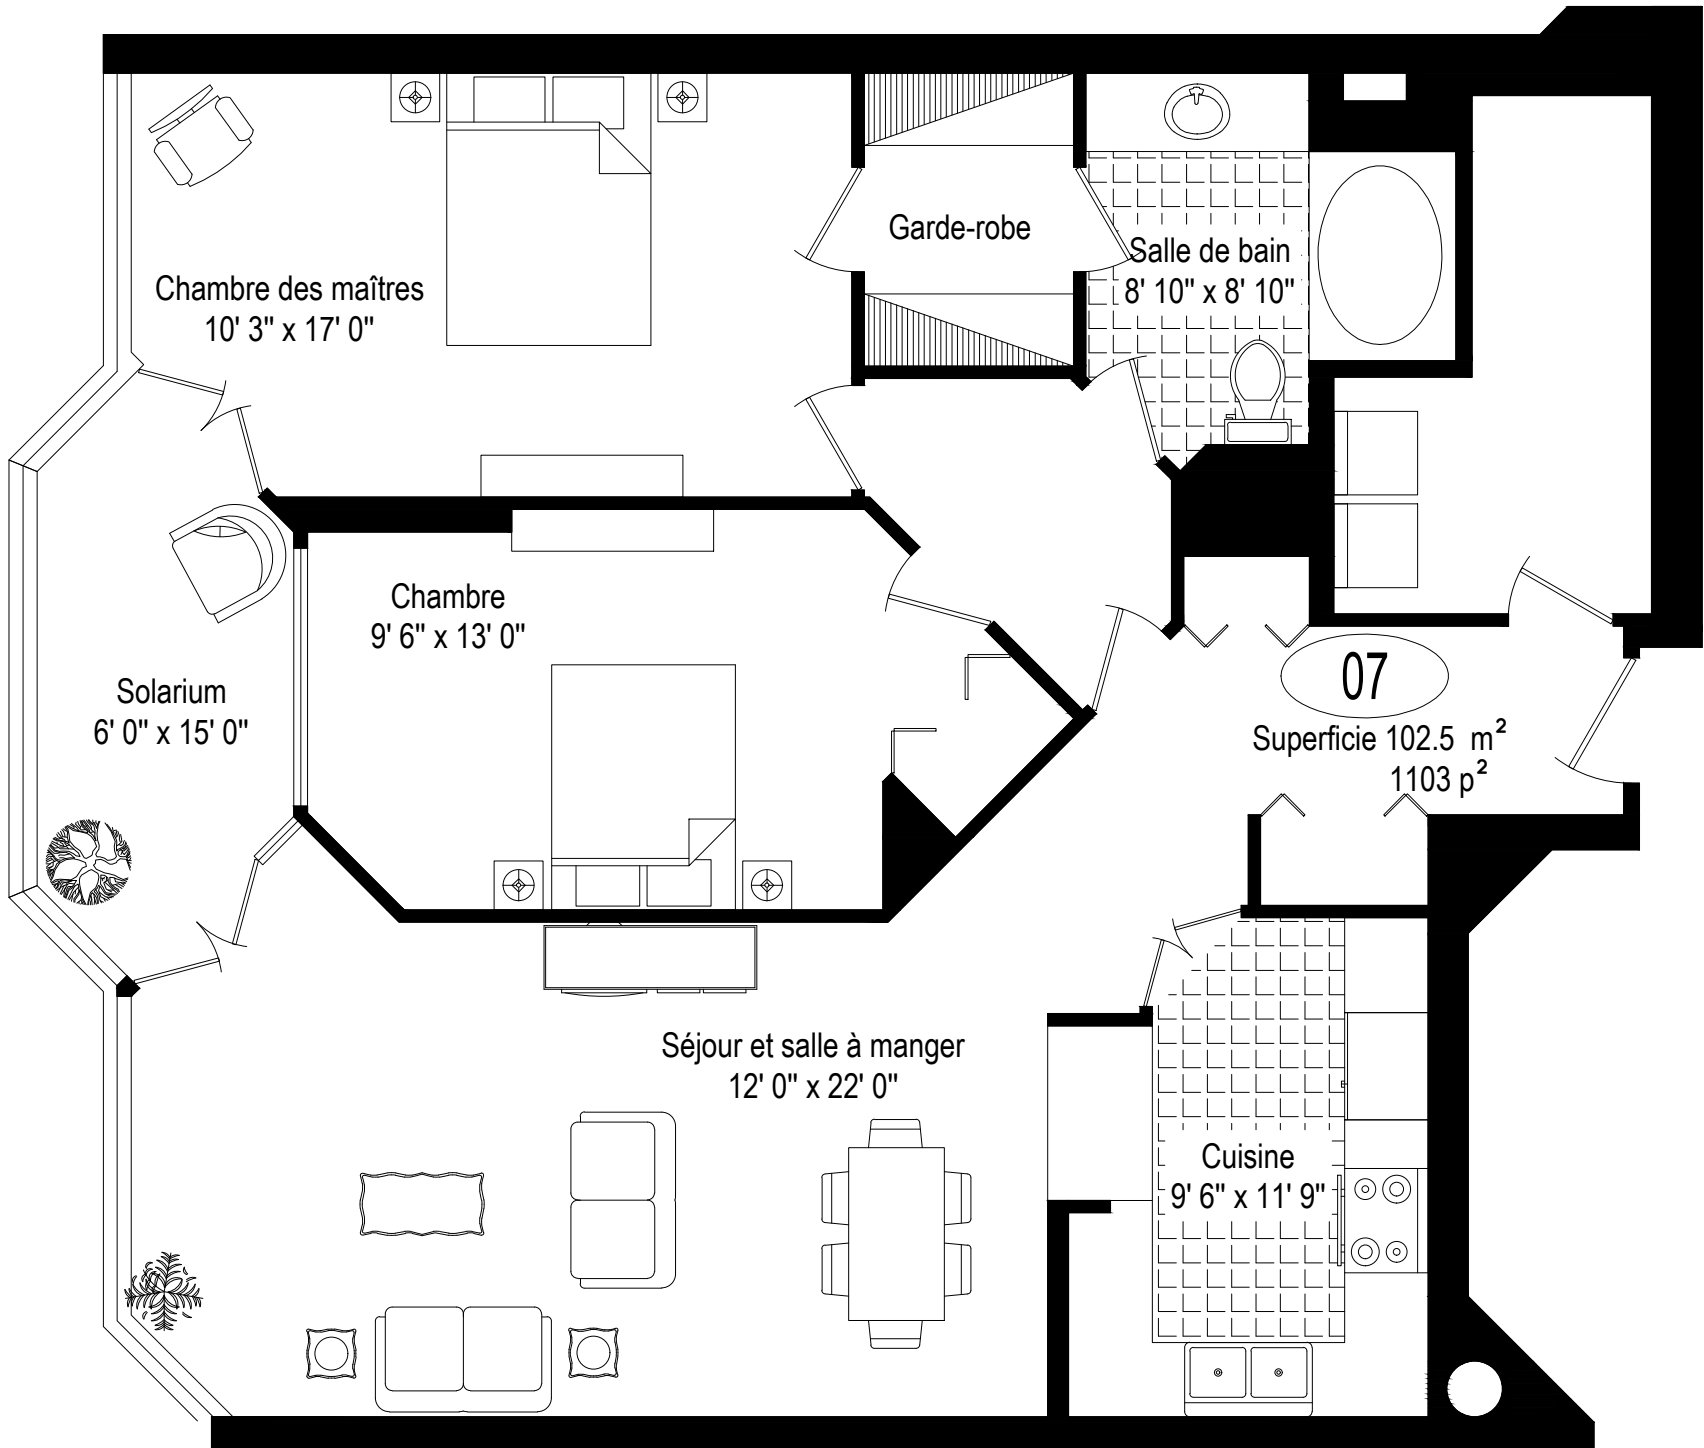 Garde-robe
Salle de bain
8' 10" x 8' 10"
Chambre des maîtres
10' 3" x 17' 0"
Chambre
9' 6" x 13' 0"
Solarium
6' 0" x 15' 0"
07
Superficie 102.5 m²
1103 p²
Séjour et salle à manger
12' 0" x 22' 0"
Cuisine
9' 6" x 11' 9"